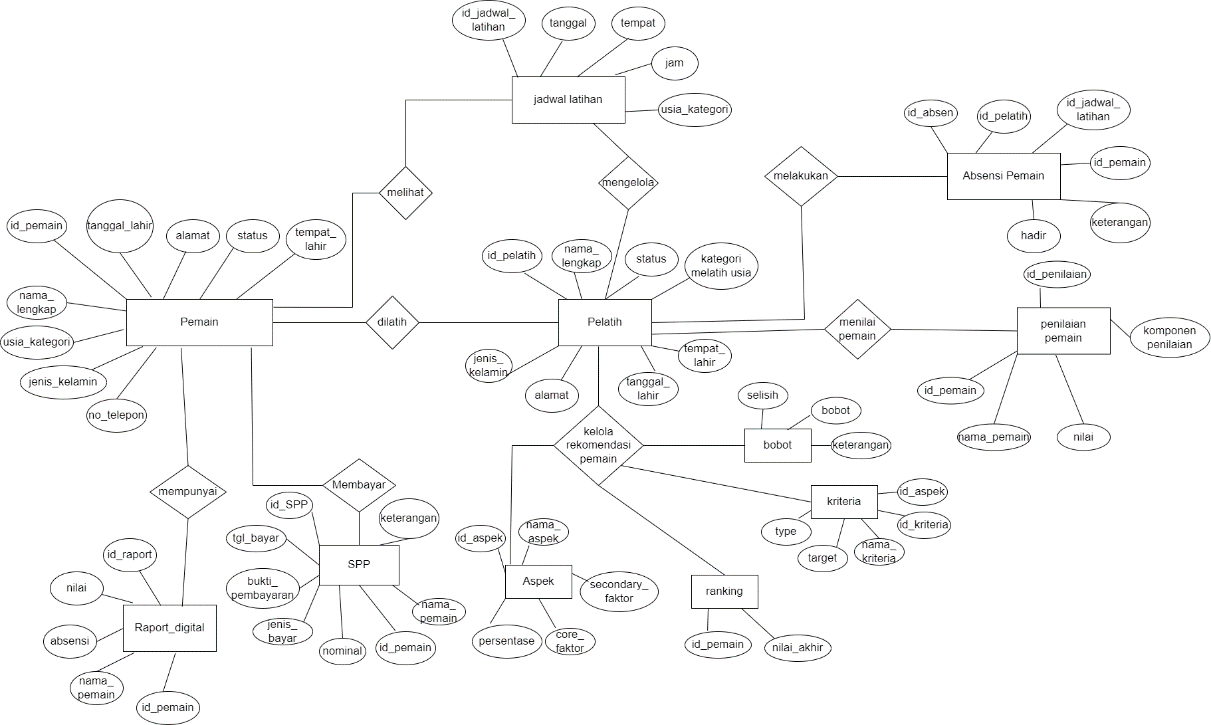 id_jadwal_
latihan
tanggal
tempat
jam
jadwal latihan
usia_kategori
id_absen
id_pelatih
id_jadwal_
latihan
id_pemain
Absensi Pemain
keterangan
hadir
melakukan
melihat
mengelola
id_pemain
tanggal_lahir
alamat
status
tempat_
lahir
nama_
lengkap
usia_kategori
jenis_kelamin
no_telepon
Pemain
dilatih
id_pelatih
nama_
lengkap
status
kategori
melatih usia
Pelatih
jenis_
kelamin
alamat
tanggal_
lahir
tempat_
lahir
menilai
pemain
id_penilaian
penilaian
pemain
komponen
penilaian
id_pemain
nama_pemain
nilai
kelola
rekomendasi
pemain
selisih
bobot
bobot
keterangan
kriteria
id_aspek
id_kriteria
nama_
kriteria
target
type
mempunyai
Membayar
id_SPP
keterangan
tgl_bayar
SPP
bukti_
pembayaran
jenis_
bayar
nominal
id_pemain
nama_
pemain
id_aspek
nama_
aspek
Aspek
secondary_
faktor
persentase
core_
faktor
ranking
id_pemain
nilai_akhir
id_raport
nilai
absensi
Raport_digital
nama_
pemain
id_pemain